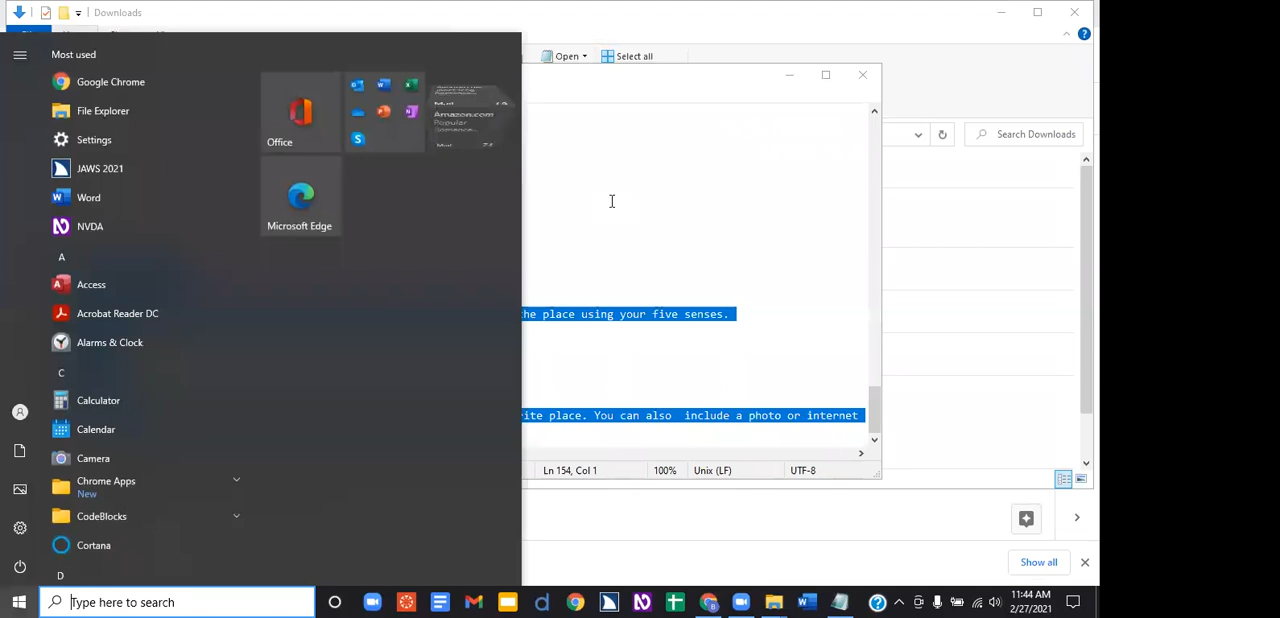 Downloads
Open
Select all
Search Downloads
Most used
Google Chrome
File Explorer
Settings
JAWS 2021
Word
NVDA
A
Access
Acrobat Reader DC
Alarms & Clock
C
Calculator
Calendar
Camera
Chrome Apps
New
CodeBlocks
Cortana
D
Office
Amazon.com
Popular
Microsoft Edge
the place using your five senses.
ite place. You can also  include a photo or internet
Ln 154, Col 1
100%
Unix (LF)
UTF-8
Show all
Type here to search
11:44 AM
2/27/2021